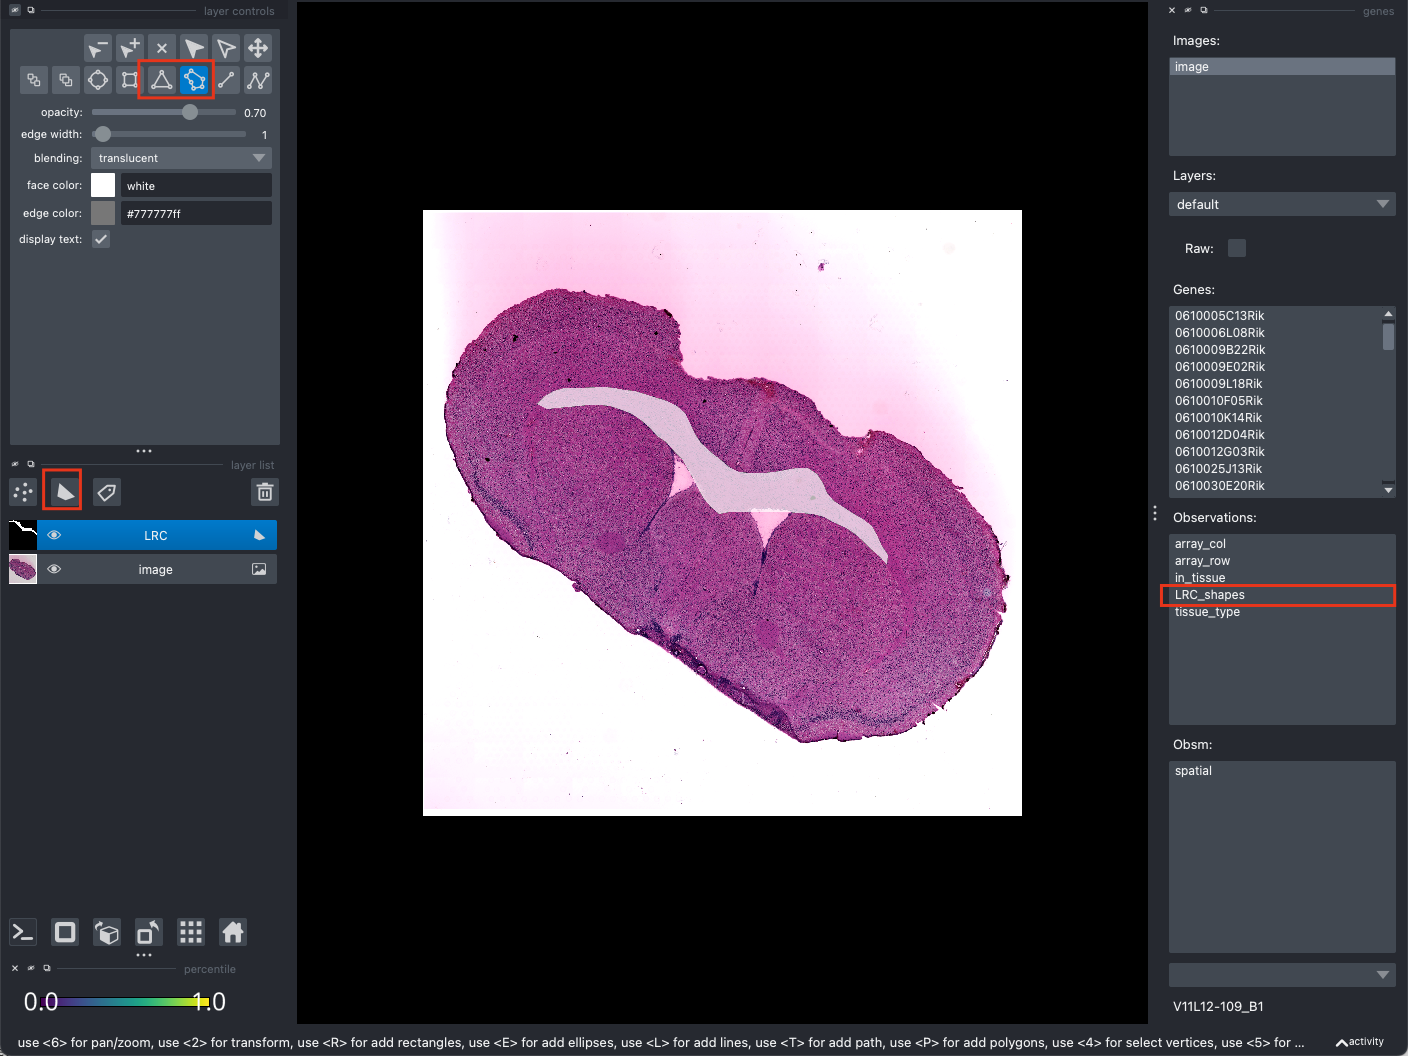 layer controls
opacity: 0.70
edge width: 1
blending: translucent
face color: white
edge color: #777777ff
display text:
layer list
LRC
image
percentile
0.0 1.0
genes
Images:
image
Layers:
default
Raw:
Genes:
0610005C13Rik
0610006L08Rik
0610009B22Rik
0610009E02Rik
0610009L18Rik
0610010F05Rik
0610010K14Rik
0610012D04Rik
0610012G03Rik
0610025J13Rik
0610030E20Rik
Observations:
array_col
array_row
in_tissue
LRC_shapes
tissue_type
Obsm:
spatial
V11L12-109_B1
use <6> for pan/zoom, use <2> for transform, use <R> for add rectangles, use <E> for add ellipses, use <L> for add lines, use <T> for add path, use <P> for add polygons, use <4> for select vertices, use <5> for ... activity